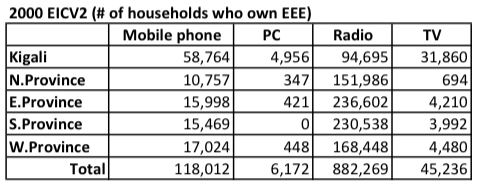 2000 EICV2 (# of households who own EEE)
Mobile phone PC Radio TV
Kigali 58,764 4,956 94,695 31,860
N.Province 10,757 347 151,986 694
E.Province 15,998 421 236,602 4,210
S.Province 15,469 0 230,538 3,992
W.Province 17,024 448 168,448 4,480
Total 118,012 6,172 882,269 45,236